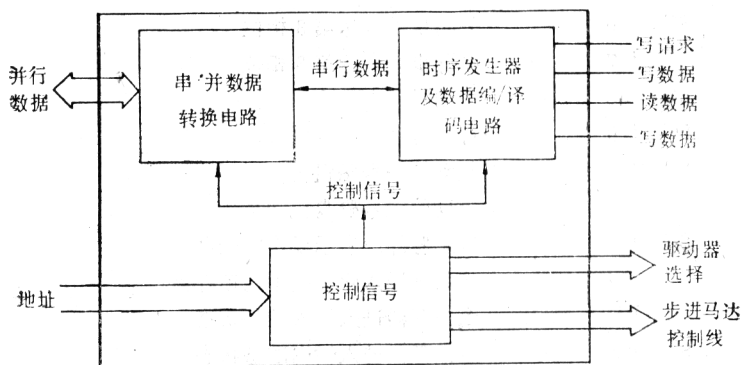 并行
数据
串/并数据
转换电路
串行数据
时序发生器
及数据编/译
码电路
写请求
写数据
读数据
写数据
控制信号
地址
控制信号
驱动器
选择
步进马达
控制线